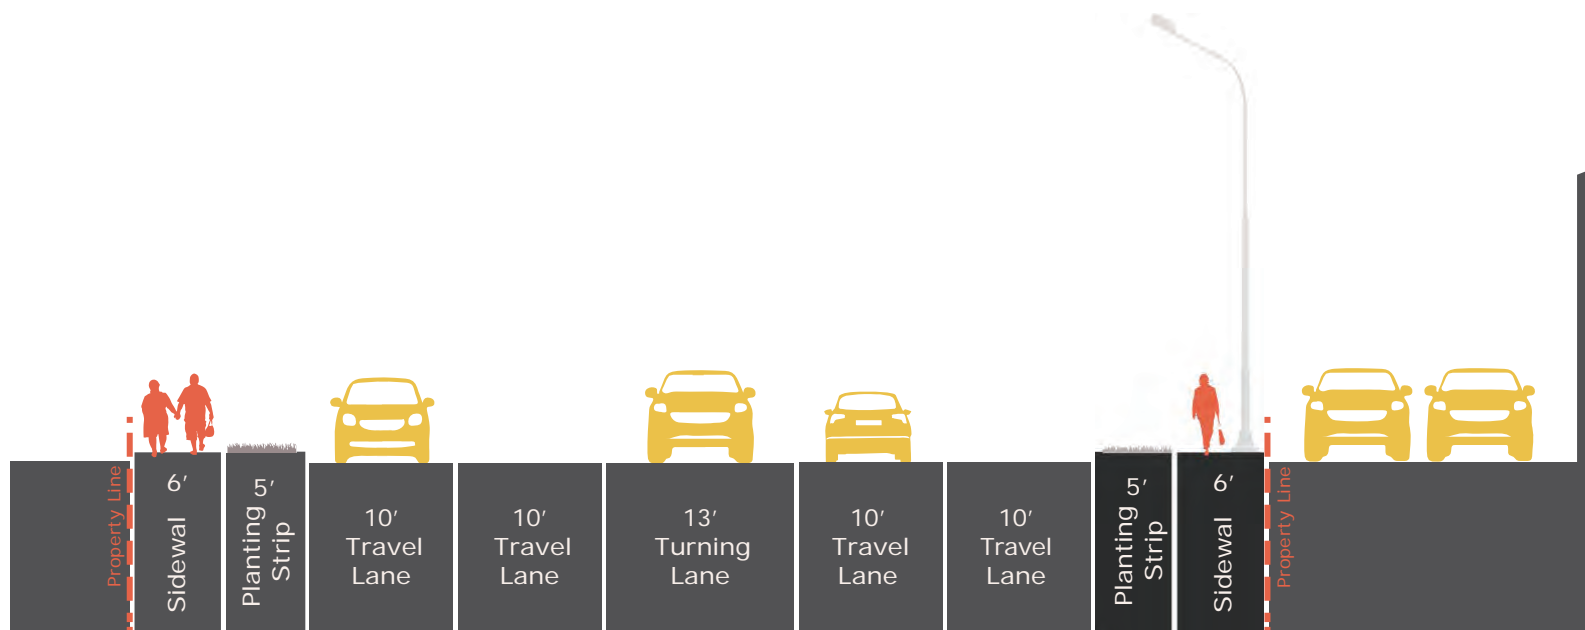 Property Line
6'
Sidewal
5'
Planting
Strip
10'
Travel
Lane
10'
Travel
Lane
13'
Turning
Lane
10'
Travel
Lane
10'
Travel
Lane
5'
Planting
Strip
6'
Sidewal
Property Line